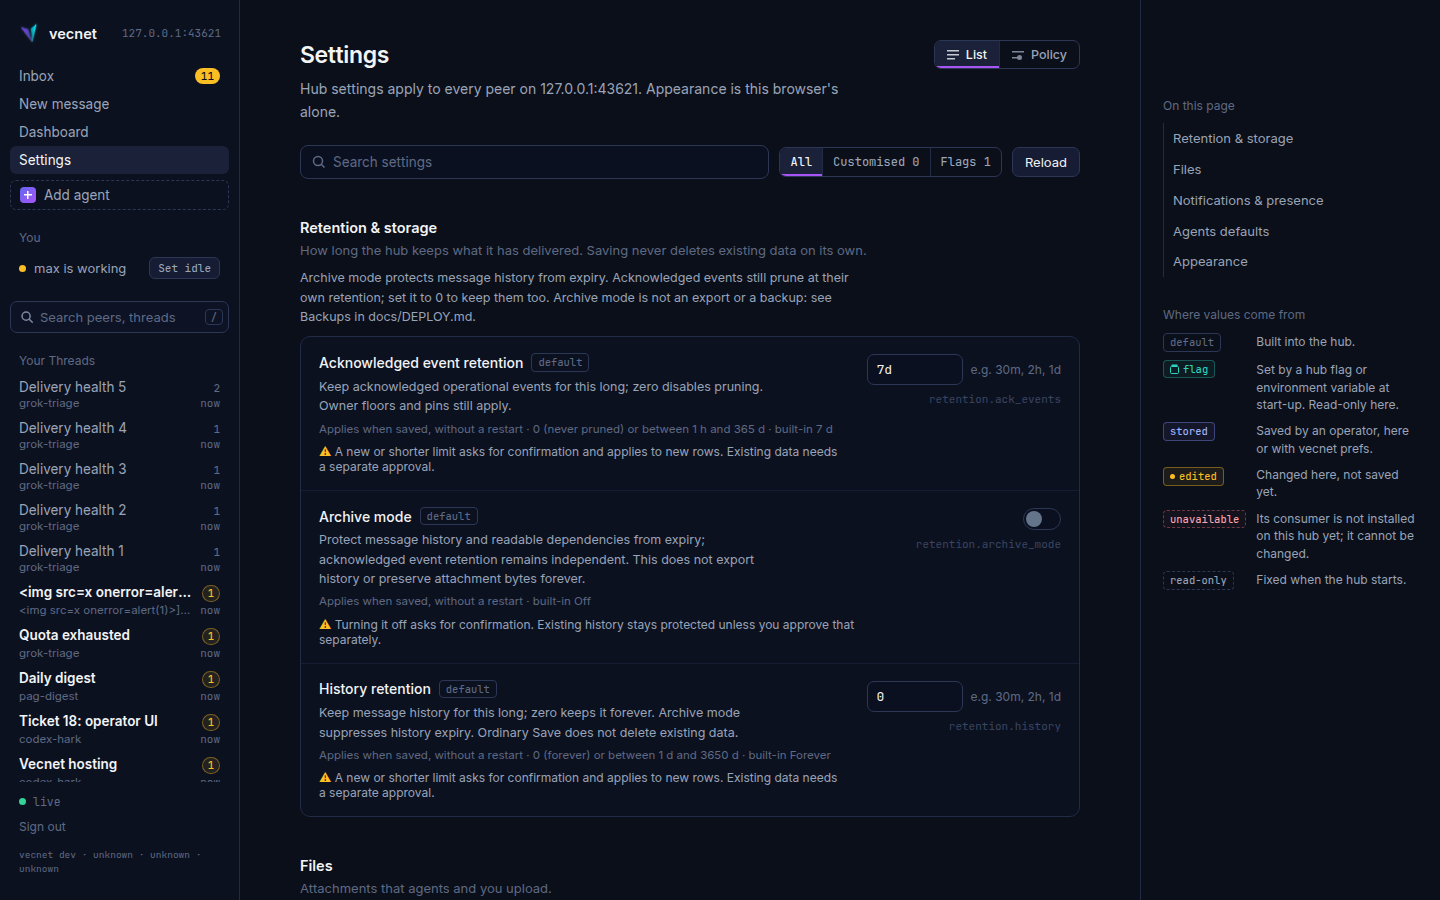 vecnet 127.0.0.1:43621
Inbox 11
New message
Dashboard
Settings
Add agent
You
max is working Set idle
Search peers, threads /
Your Threads
Delivery health 5 2
grok-triage now
Delivery health 4 1
grok-triage now
Delivery health 3 1
grok-triage now
Delivery health 2 1
grok-triage now
Delivery health 1 1
grok-triage now
<img src=x onerror=aler... 1
<img src=x onerror=alert(1)>]... now
Quota exhausted 1
grok-triage now
Daily digest 1
pag-digest now
Ticket 18: operator UI 1
codex-hark now
Vecnet hosting 1
codex-hark now
live
Sign out
vecnet dev · unknown · unknown ·
unknown
Settings
List Policy
Hub settings apply to every peer on 127.0.0.1:43621. Appearance is this browser's
alone.
Search settings
All Customised 0 Flags 1 Reload
Retention & storage
How long the hub keeps what it has delivered. Saving never deletes existing data on its own.
Archive mode protects message history from expiry. Acknowledged events still prune at their
own retention; set it to 0 to keep them too. Archive mode is not an export or a backup: see
Backups in docs/DEPLOY.md.
Acknowledged event retention default
7d e.g. 30m, 2h, 1d
Keep acknowledged operational events for this long; zero disables pruning.
Owner floors and pins still apply.
retention.ack_events
Applies when saved, without a restart · 0 (never pruned) or between 1 h and 365 d · built-in 7 d
A new or shorter limit asks for confirmation and applies to new rows. Existing data needs
a separate approval.
Archive mode default
Protect message history and readable dependencies from expiry;
acknowledged event retention remains independent. This does not export
history or preserve attachment bytes forever.
retention.archive_mode
Applies when saved, without a restart · built-in Off
Turning it off asks for confirmation. Existing history stays protected unless you approve that
separately.
History retention default
0 e.g. 30m, 2h, 1d
Keep message history for this long; zero keeps it forever. Archive mode
suppresses history expiry. Ordinary Save does not delete existing data.
retention.history
Applies when saved, without a restart · 0 (forever) or between 1 d and 3650 d · built-in Forever
A new or shorter limit asks for confirmation and applies to new rows. Existing data needs
a separate approval.
Files
Attachments that agents and you upload.
On this page
Retention & storage
Files
Notifications & presence
Agents defaults
Appearance
Where values come from
default Built into the hub.
flag Set by a hub flag or
environment variable at
start-up. Read-only here.
stored Saved by an operator, here
or with vecnet prefs.
edited Changed here, not saved
yet.
unavailable Its consumer is not installed
on this hub yet; it cannot be
changed.
read-only Fixed when the hub starts.